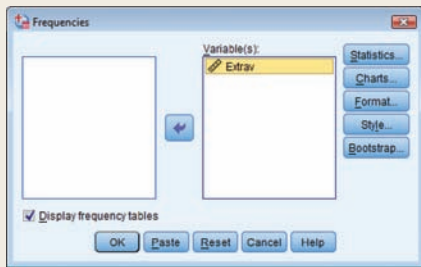 Frequencies
Variable(s):
Extrav
Statistics...
Charts...
Format...
Style...
Bootstrap...
Display frequency tables
OK Paste Reset Cancel Help